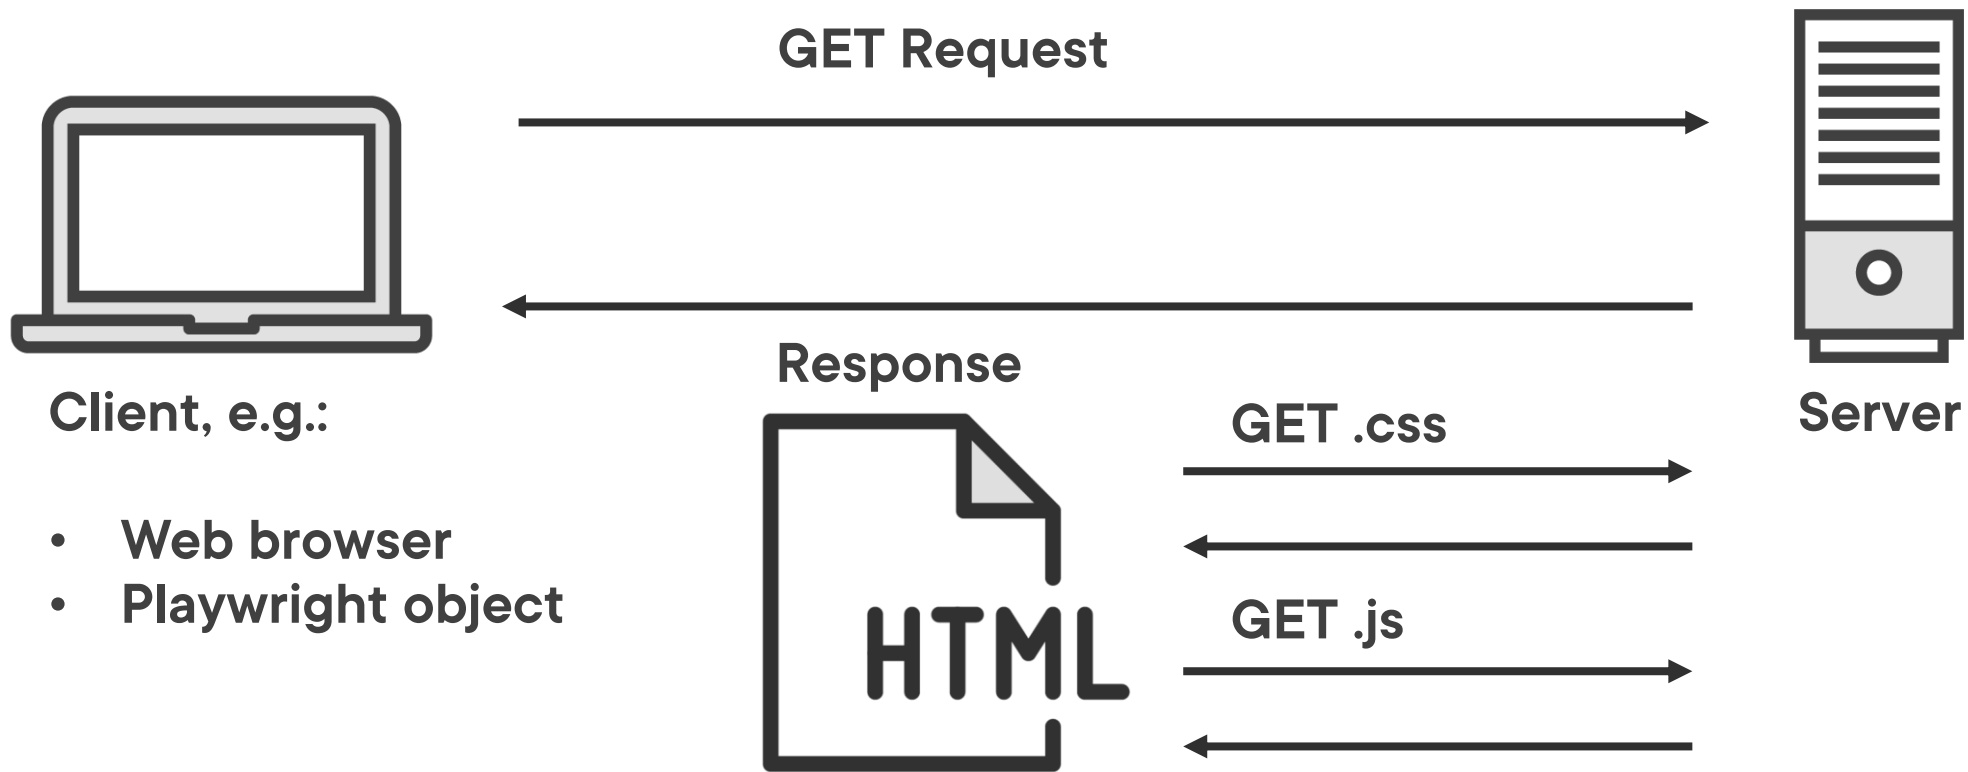 GET Request
Response
Client, e.g.:
• Web browser
• Playwright object
HTML
GET .css
GET .js
Server